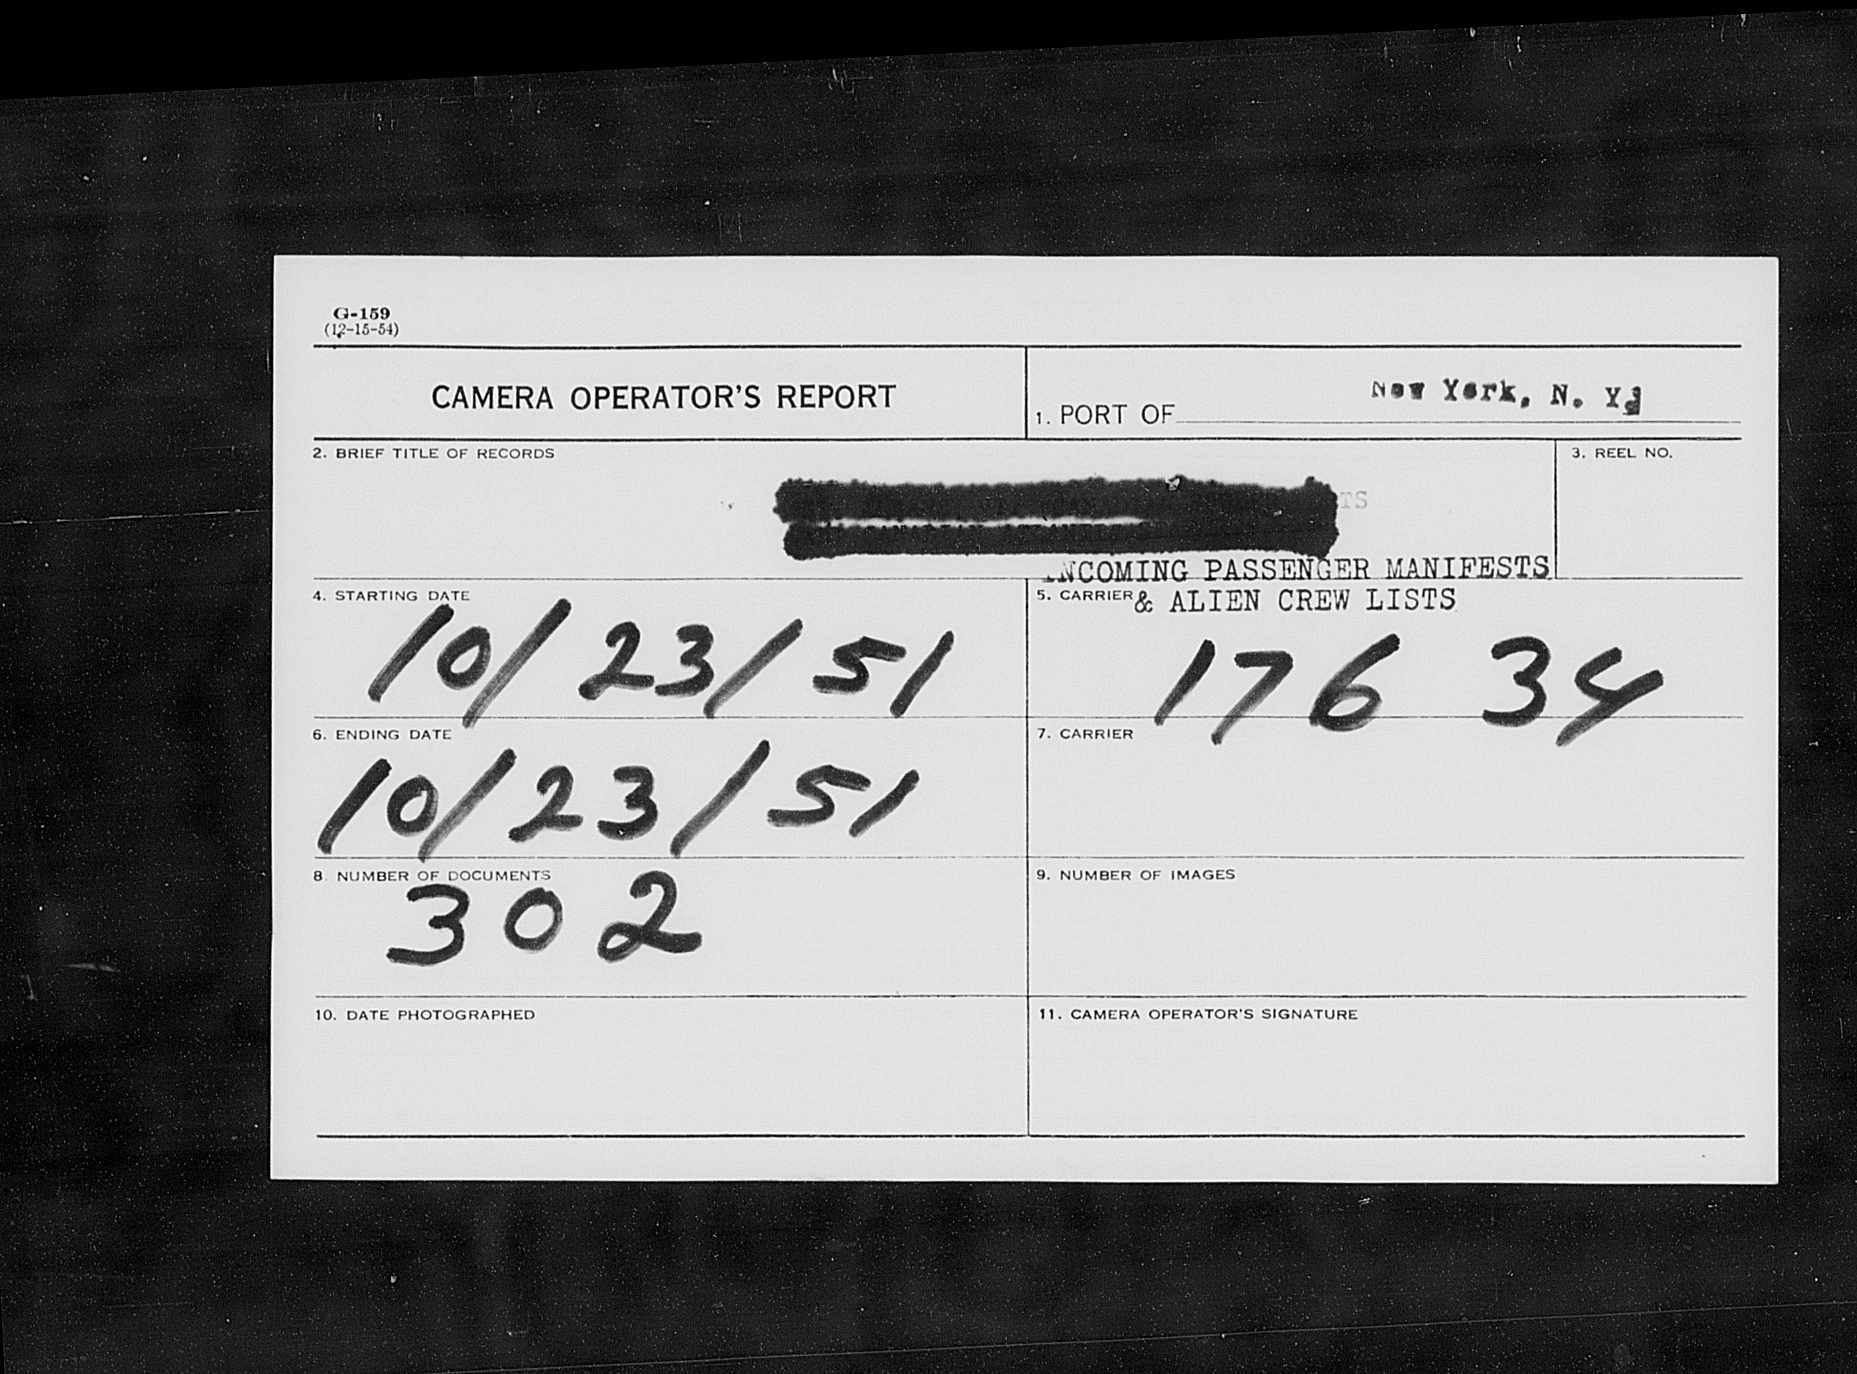 G-159
(12-15-54)
CAMERA OPERATOR'S REPORT
1. PORT OF New York, N. Y.
2. BRIEF TITLE OF RECORDS
3. REEL NO.
TS
INCOMING PASSENGER MANIFESTS
& ALIEN CREW LISTS
4. STARTING DATE
10/23/51
5. CARRIER
176 34
6. ENDING DATE
10/23/51
7. CARRIER
8. NUMBER OF DOCUMENTS
302
9. NUMBER OF IMAGES
10. DATE PHOTOGRAPHED
11. CAMERA OPERATOR'S SIGNATURE